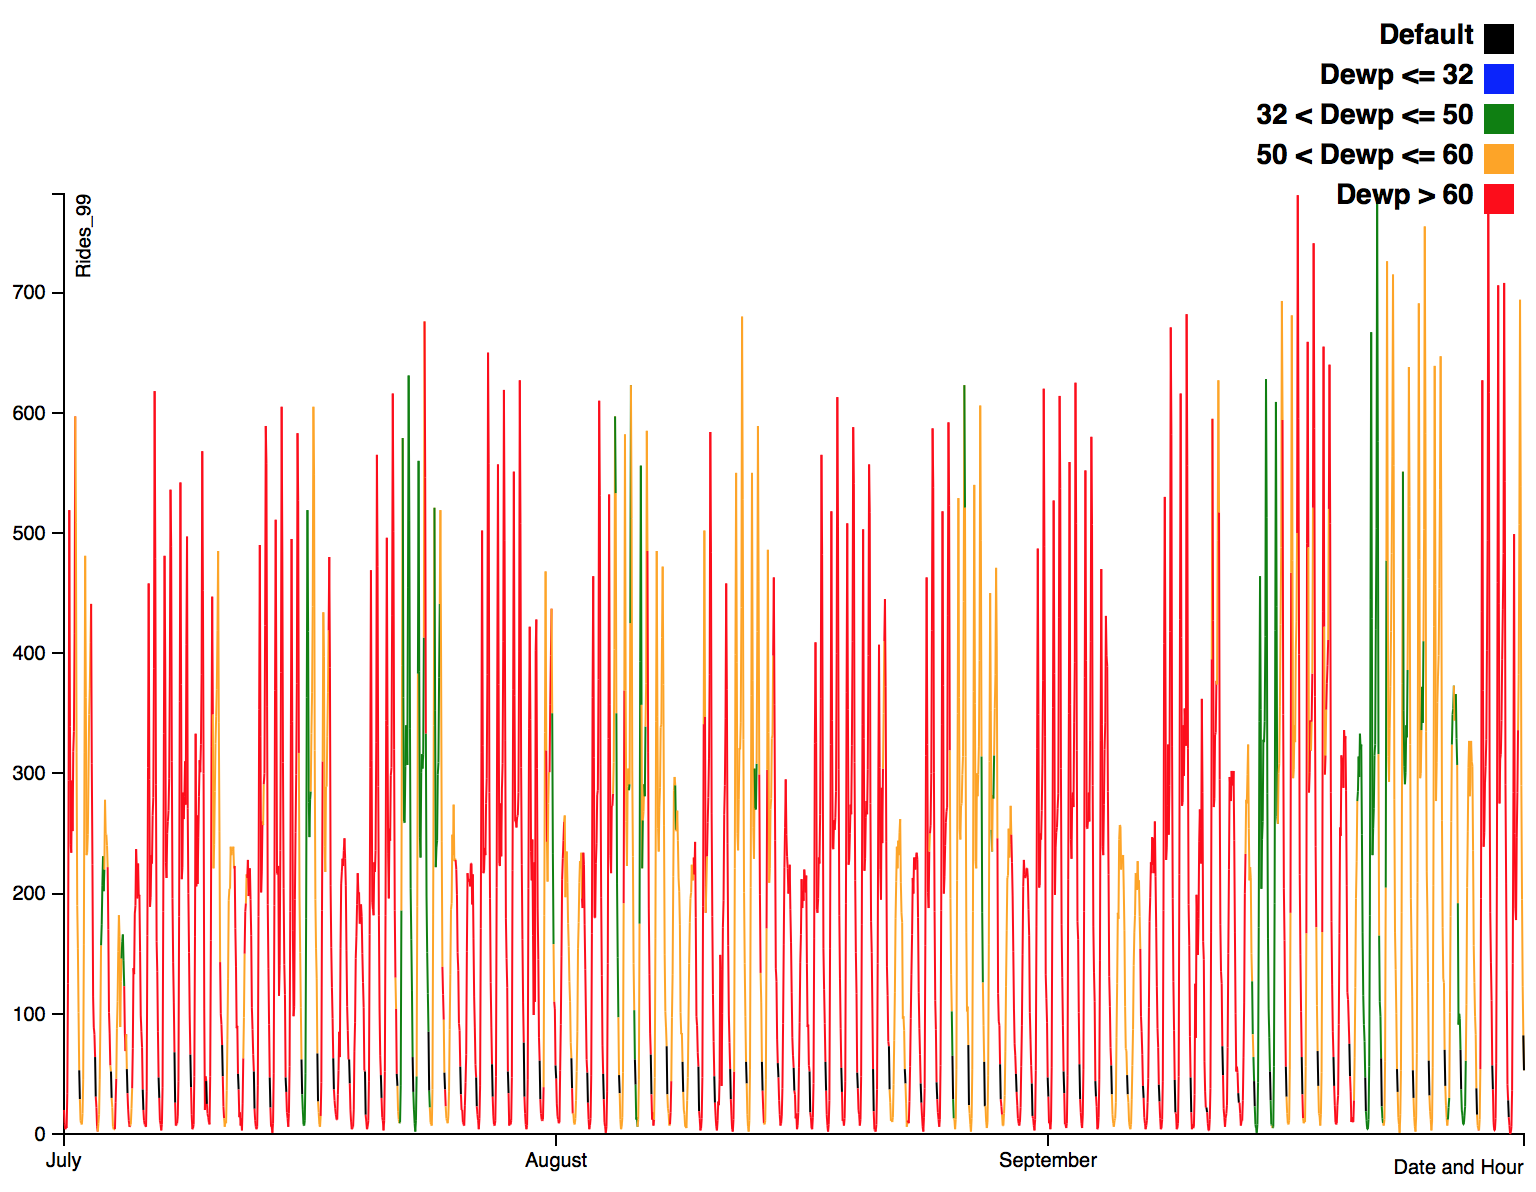 Default
Dewp <= 32
32 < Dewp <= 50
50 < Dewp <= 60
Dewp > 60
Rides_99
700
600
500
400
300
200
100
0
July
August
September
Date and Hour